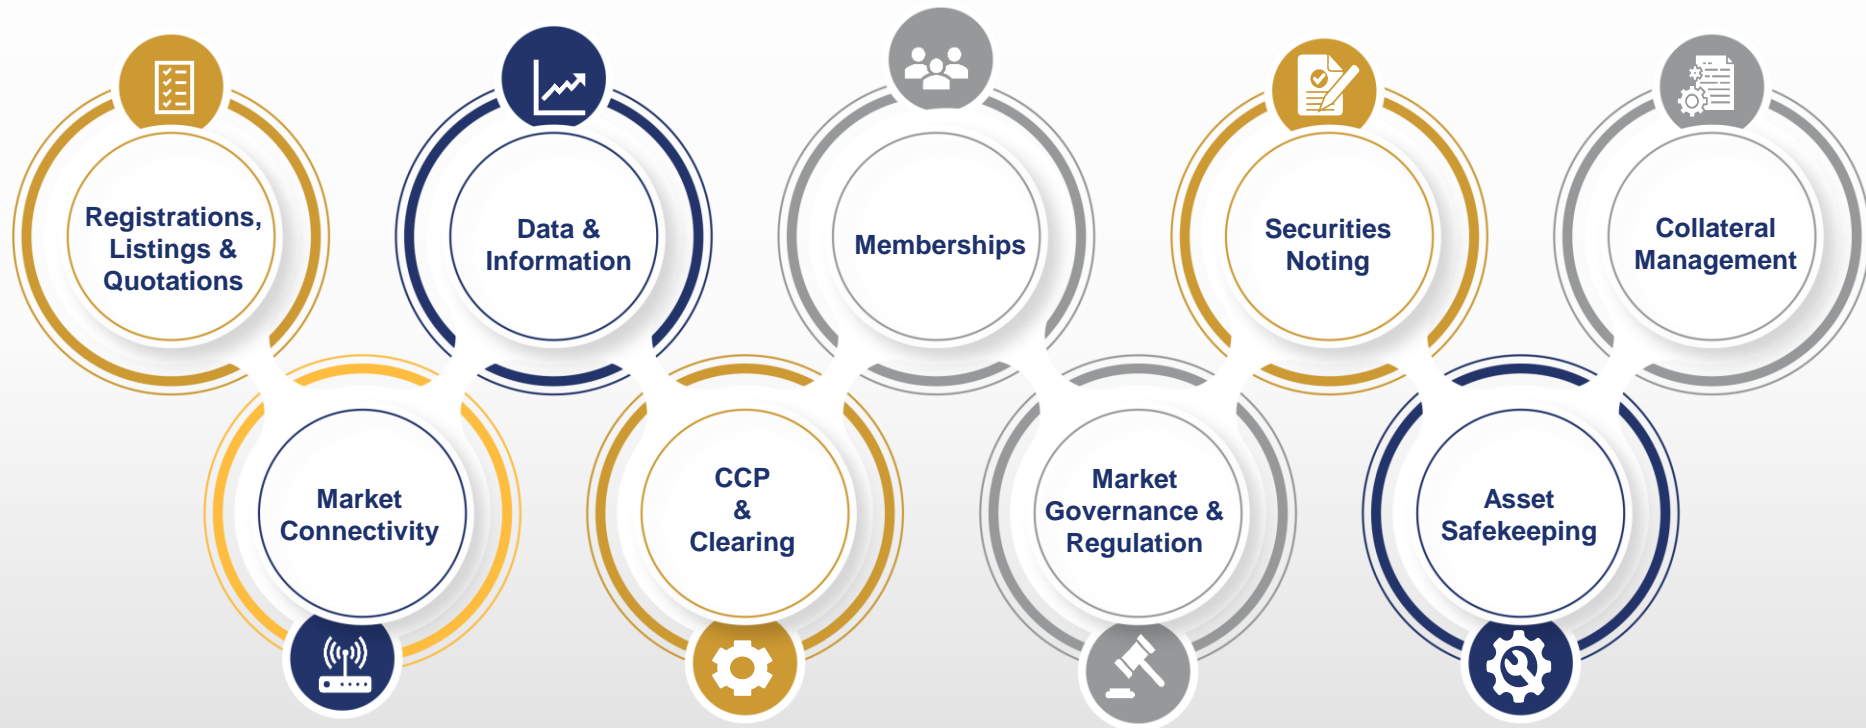 Registrations,
Listings &
Quotations
Data &
Information
Memberships
Securities
Noting
Collateral
Management
Market
Connectivity
CCP
&
Clearing
Market
Governance &
Regulation
Asset
Safekeeping